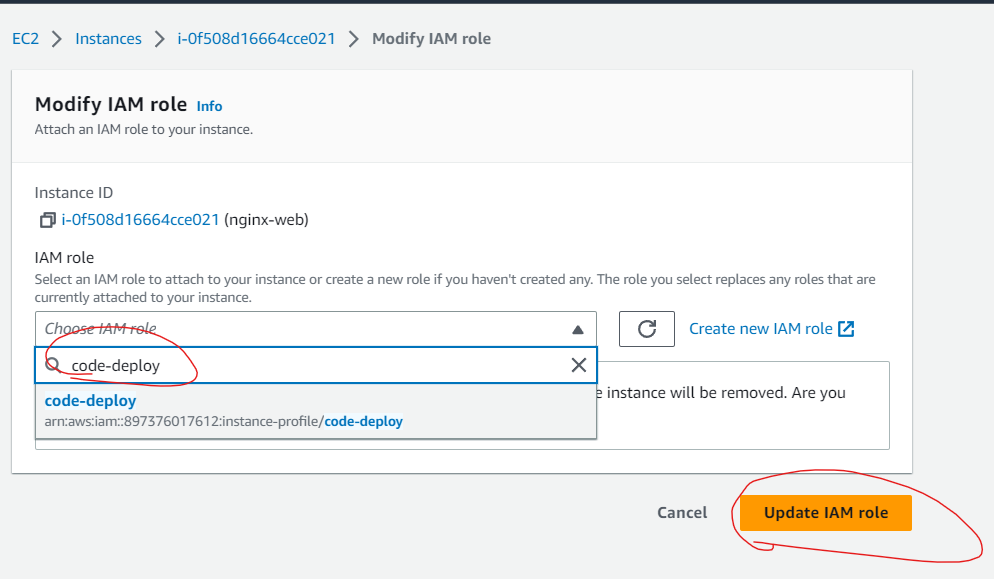 EC2 > Instances > i-0f508d16664cce021 > Modify IAM role
Modify IAM role Info
Attach an IAM role to your instance.
Instance ID
i-0f508d16664cce021 (nginx-web)
IAM role
Select an IAM role to attach to your instance or create a new role if you haven't created any. The role you select replaces any roles that are
currently attached to your instance.
Choose IAM role
Create new IAM role
code-deploy
code-deploy
arn:aws:iam::897376017612:instance-profile/code-deploy
e instance will be removed. Are you
Cancel
Update IAM role